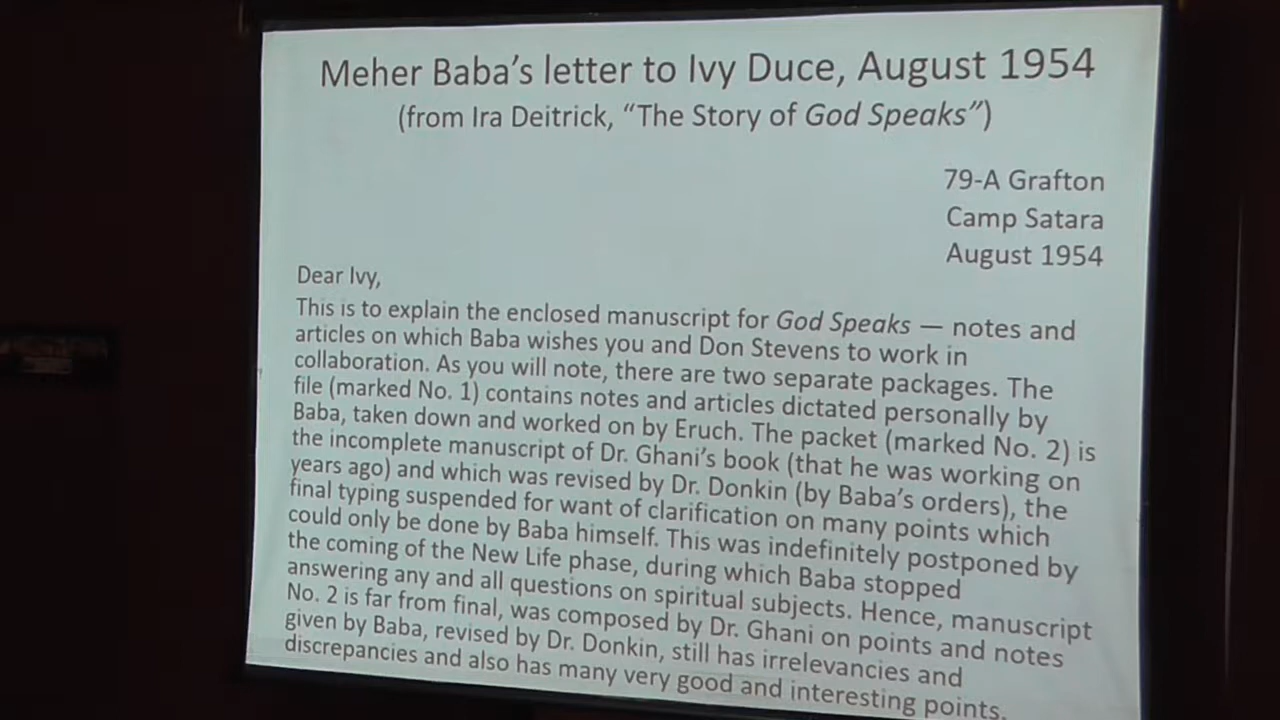 Meher Baba's letter to Ivy Duce, August 1954
(from Ira Deitrick, "The Story of God Speaks")
79-A Grafton
Camp Satara
August 1954
Dear Ivy,
This is to explain the enclosed manuscript for God Speaks — notes and
articles on which Baba wishes you and Don Stevens to work in
collaboration. As you will note, there are two separate packages. The
file (marked No. 1) contains notes and articles dictated personally by
Baba, taken down and worked on by Eruch. The packet (marked No. 2) is
the incomplete manuscript of Dr. Ghani's book (that he was working on
years ago) and which was revised by Dr. Donkin (by Baba's orders), the
final typing suspended for want of clarification on many points which
could only be done by Baba himself. This was indefinitely postponed by
the coming of the New Life phase, during which Baba stopped
answering any and all questions on spiritual subjects. Hence, manuscript
No. 2 is far from final, was composed by Dr. Ghani on points and notes
given by Baba, revised by Dr. Donkin, still has irrelevancies and
discrepancies and also has many very good and interesting points.